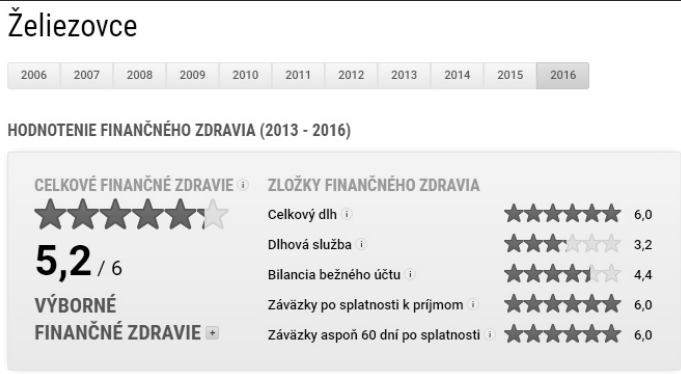 Želiezovce
2006 2007 2008 2009 2010 2011 2012 2013 2014 2015 2016
HODNOTENIE FINANČNÉHO ZDRAVIA (2013 - 2016)
CELKOVÉ FINANČNÉ ZDRAVIE i
5,2 / 6
VÝBORNÉ
FINANČNÉ ZDRAVIE +
ZLOŽKY FINANČNÉHO ZDRAVIA
Celkový dlh i 6,0
Dlhová služba i 3,2
Bilancia bežného účtu i 4,4
Záväzky po splatnosti k príjmom i 6,0
Záväzky aspoň 60 dní po splatnosti i 6,0